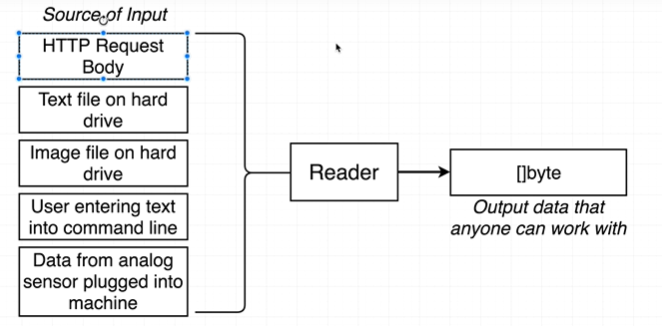 Source of Input
HTTP Request
Body
Text file on hard
drive
Image file on hard
drive
User entering text
into command line
Data from analog
sensor plugged into
machine
Reader
[]byte
Output data that
anyone can work with